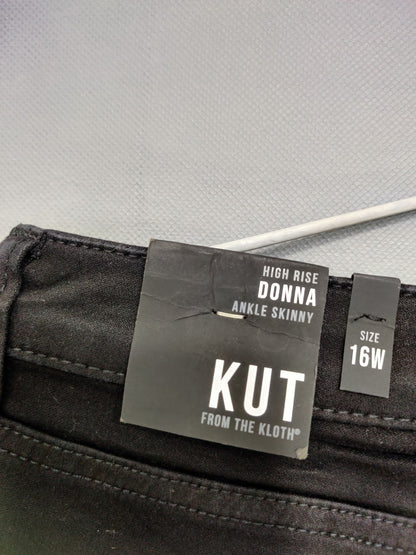 HIGH RISE
DONNA
ANKLE SKINNY
KUT
FROM THE KLOTH®
SIZE
16W